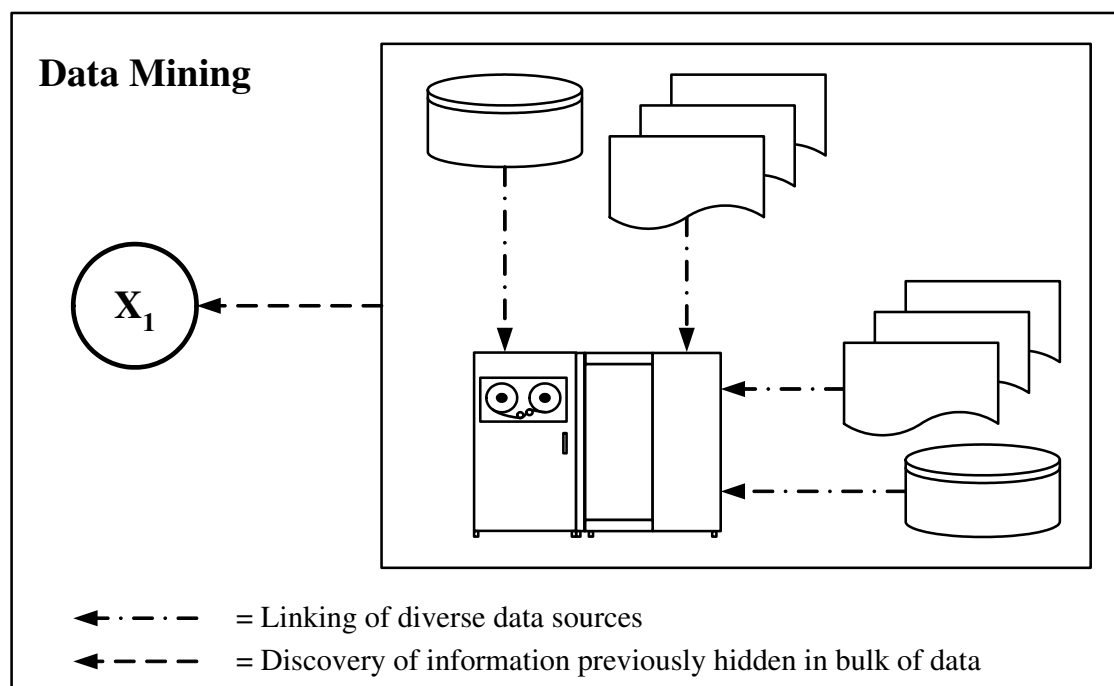 Data Mining
X₁
= Linking of diverse data sources
= Discovery of information previously hidden in bulk of data